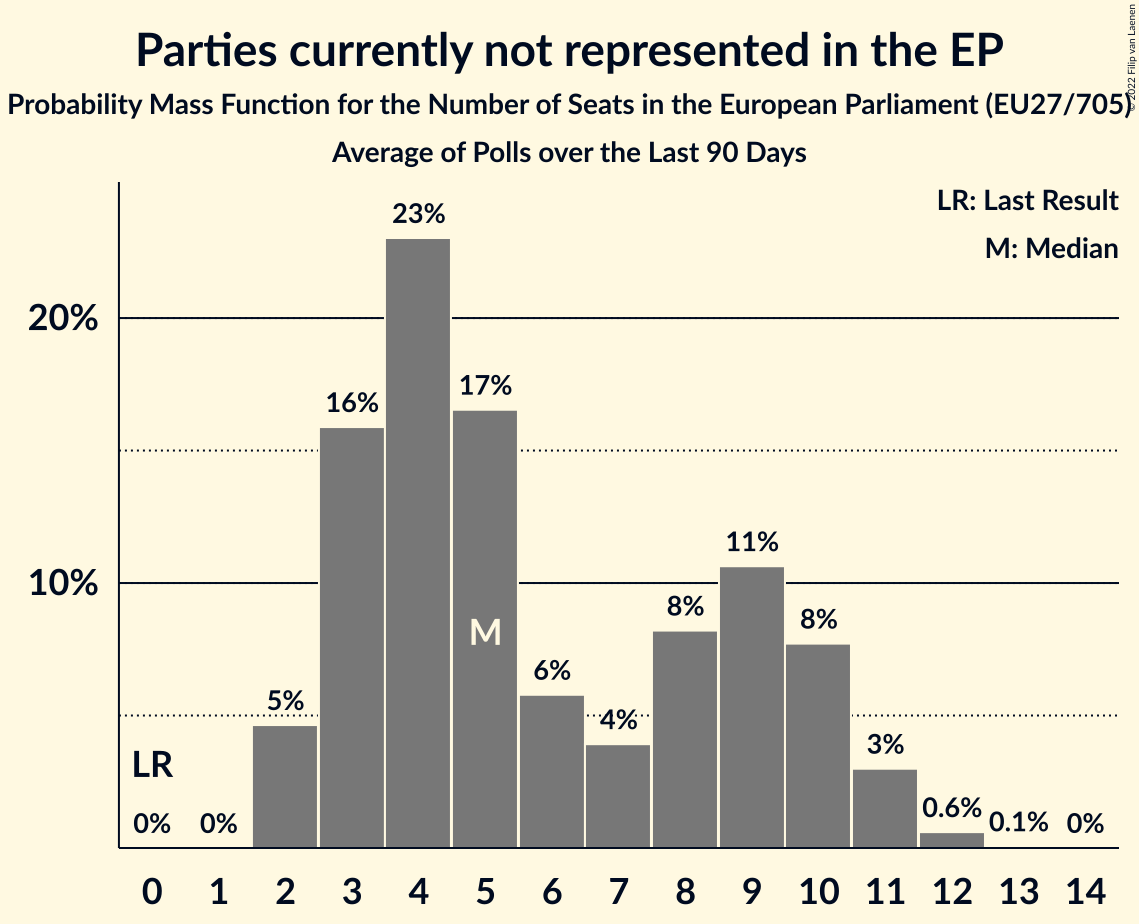 Parties currently not represented in the EP
Probability Mass Function for the Number of Seats in the European Parliament (EU27/705)
Average of Polls over the Last 90 Days
© 2022 Filip van Laenen
LR: Last Result
M: Median
20%
10%
LR
0%
0%
5%
16%
23%
17%
M
6%
4%
8%
11%
8%
3%
0.6%
0.1%
0%
0 1 2 3 4 5 6 7 8 9 10 11 12 13 14